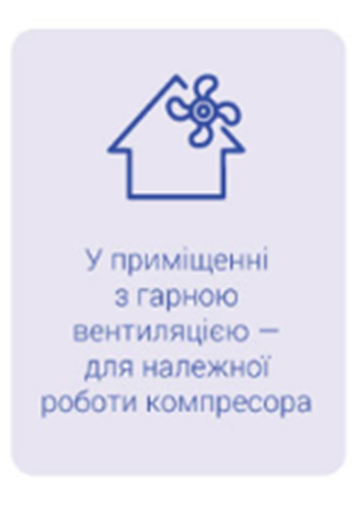 У приміщенні
з гарною
вентиляцією —
для належної
роботи компресора